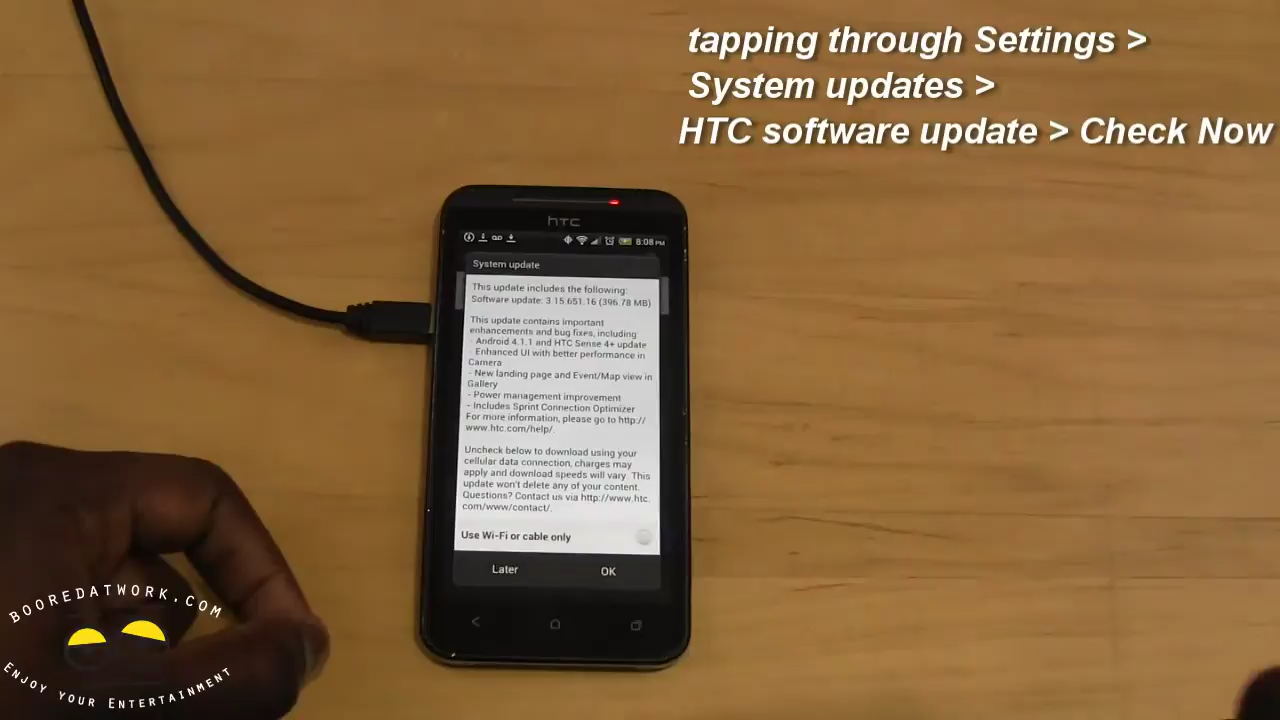 tapping through Settings >
System updates >
HTC software update > Check Now
hTC
8:08 PM
System update
This update includes the following:
Software update: 3.15.651.16 (396.78 MB)
This update contains important
enhancements and bug fixes, including
- Android 4.1.1 and HTC Sense 4+ update
- Enhanced UI with better performance in
Camera
- New landing page and Event/Map view in
Gallery
- Power management improvement
- Includes Sprint Connection Optimizer
For more information, please go to http://
www.htc.com/help/.
Uncheck below to download using your
cellular data connection, charges may
apply and download speeds will vary. This
update won't delete any of your content.
Questions? Contact us via http://www.htc.
com/www/contact/.
Use Wi-Fi or cable only
Later OK
BOOREDATWORK.COM
ENJOY YOUR ENTERTAINMENT